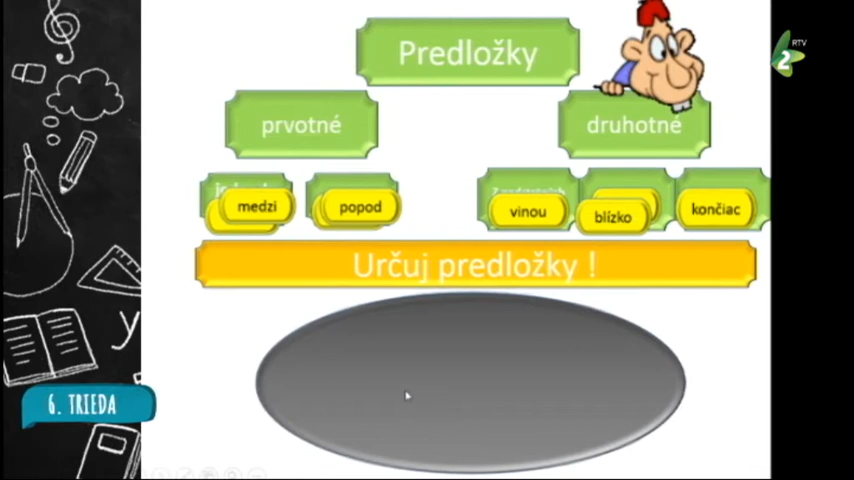 RTV
2
Predložky
prvotné
druhotné
medzi
popod
vinou
blízko
končiac
Určuj predložky !
6. TRIEDA
y